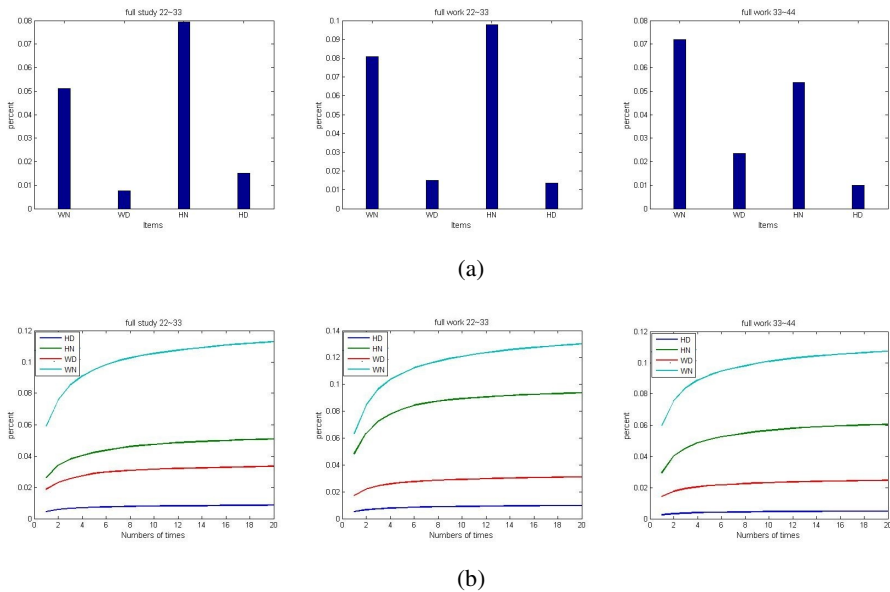 full study 22~33
full work 22~33
full work 33~44
0.08
0.07
0.06
0.05
0.04
0.03
0.02
0.01
0
percent
WN WD HN HD
Items
0.1
0.09
0.08
0.07
0.06
0.05
0.04
0.03
0.02
0.01
0
percent
WN WD HN HD
Items
0.08
0.07
0.06
0.05
0.04
0.03
0.02
0.01
0
percent
WN WD HN HD
Items
(a)
full study 22~33
full work 22~33
full work 33~44
0.12
0.1
0.08
0.06
0.04
0.02
0
percent
HD
HN
WD
WN
0 2 4 6 8 10 12 14 16 18 20
Numbers of times
0.14
0.12
0.1
0.08
0.06
0.04
0.02
0
percent
HD
HN
WD
WN
0 2 4 6 8 10 12 14 16 18 20
Numbers of times
0.12
0.1
0.08
0.06
0.04
0.02
0
percent
HD
HN
WD
WN
0 2 4 6 8 10 12 14 16 18 20
Numbers of times
(b)